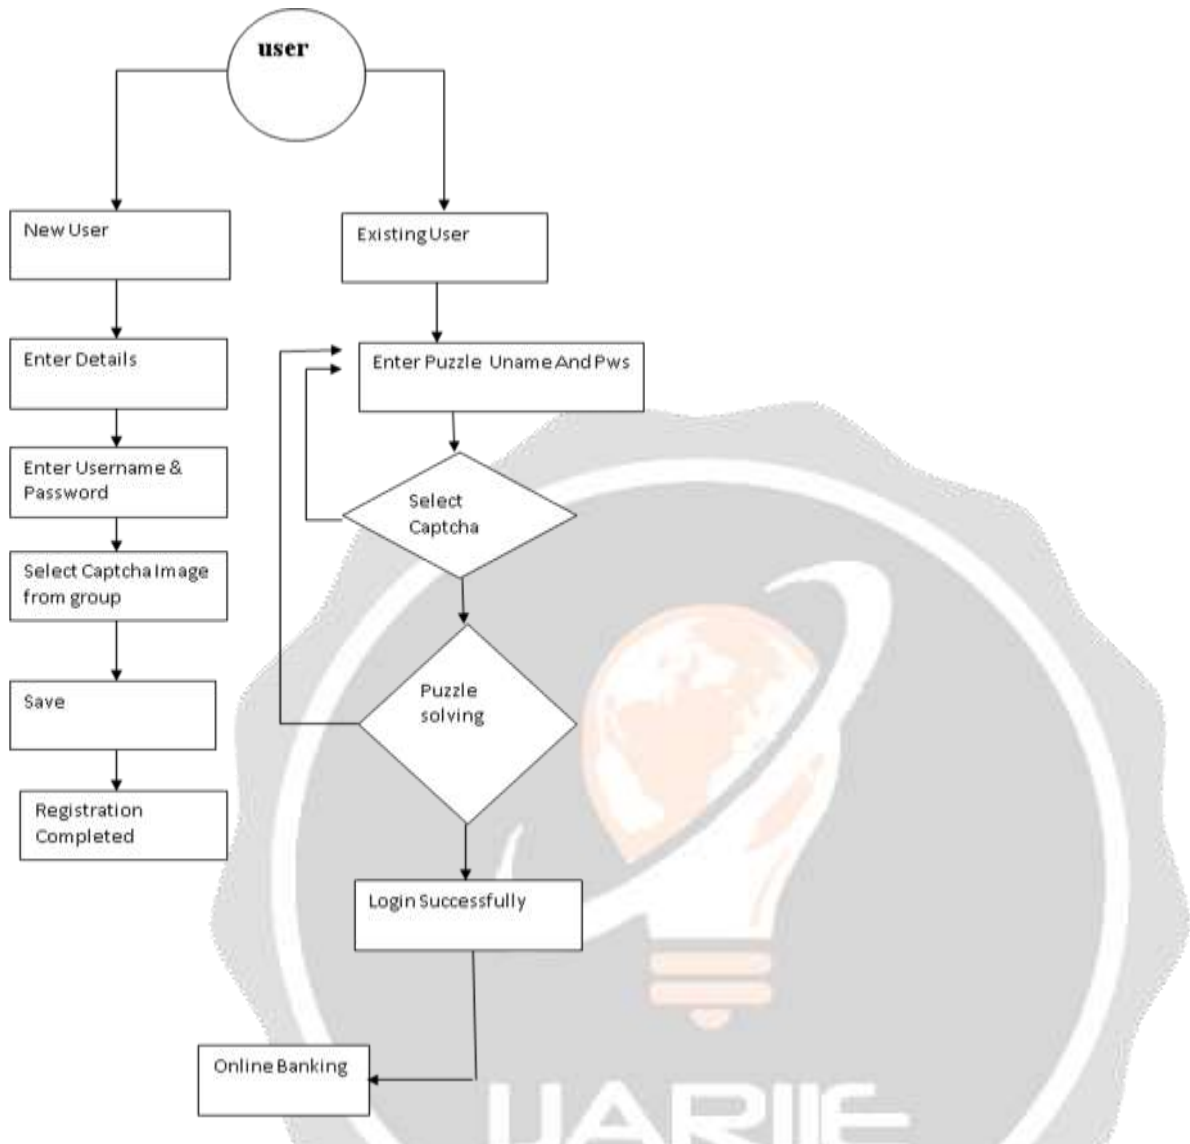 user
New User
Existing User
Enter Details
Enter Puzzle Uname And Pws
Enter Username &
Password
Select
Captcha
Select Captcha Image
from group
Puzzle
solving
Save
Registration
Completed
Login Successfully
Online Banking
IJARIIE